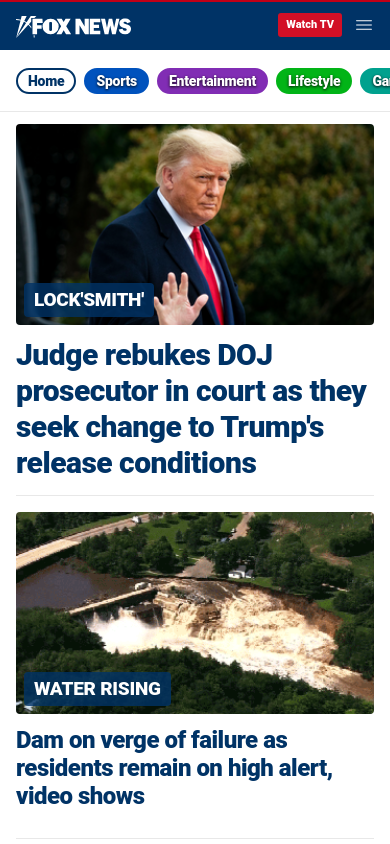 FOX NEWS
Watch TV
Home
Sports
Entertainment
Lifestyle
Ga
LOCK'SMITH'
Judge rebukes DOJ
prosecutor in court as they
seek change to Trump's
release conditions
WATER RISING
Dam on verge of failure as
residents remain on high alert,
video shows